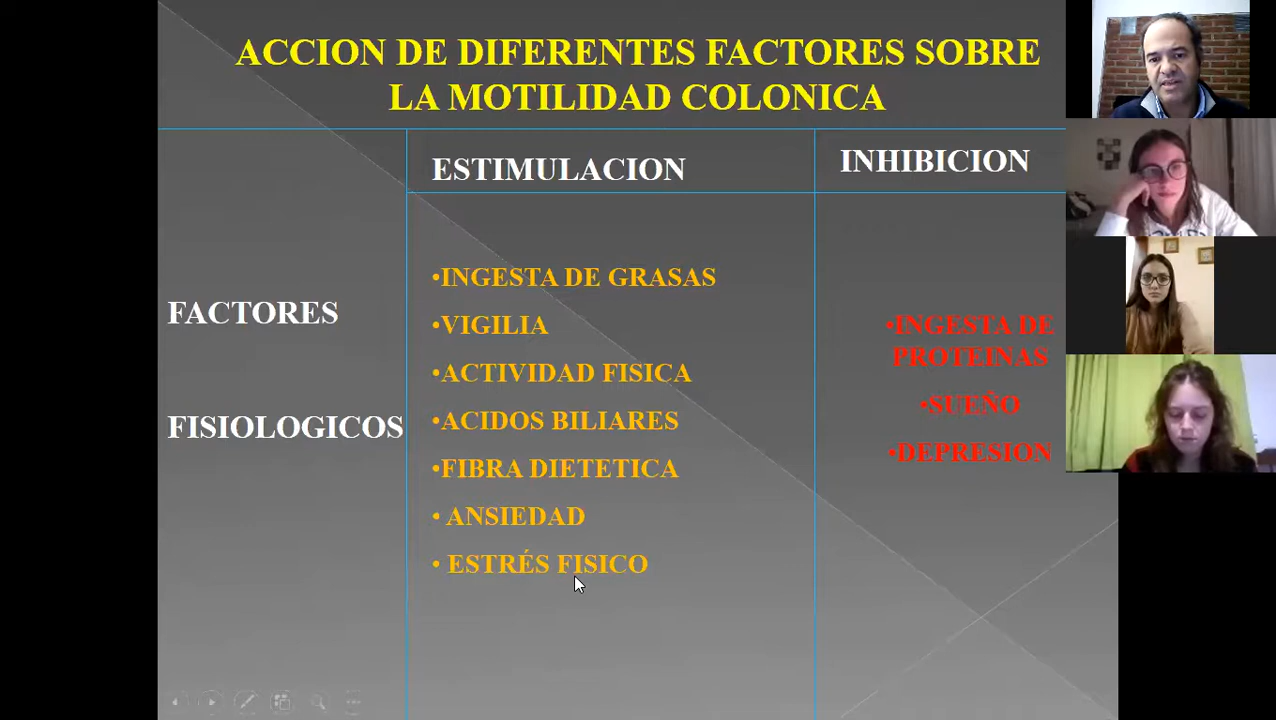 ACCION DE DIFERENTES FACTORES SOBRE
LA MOTILIDAD COLONICA
ESTIMULACION
INHIBICION
FACTORES
FISIOLOGICOS
•INGESTA DE GRASAS
•VIGILIA
•ACTIVIDAD FISICA
•ACIDOS BILIARES
•FIBRA DIETETICA
• ANSIEDAD
• ESTRÉS FISICO
•INGESTA DE
PROTEINAS
•SUEÑO
•DEPRESION